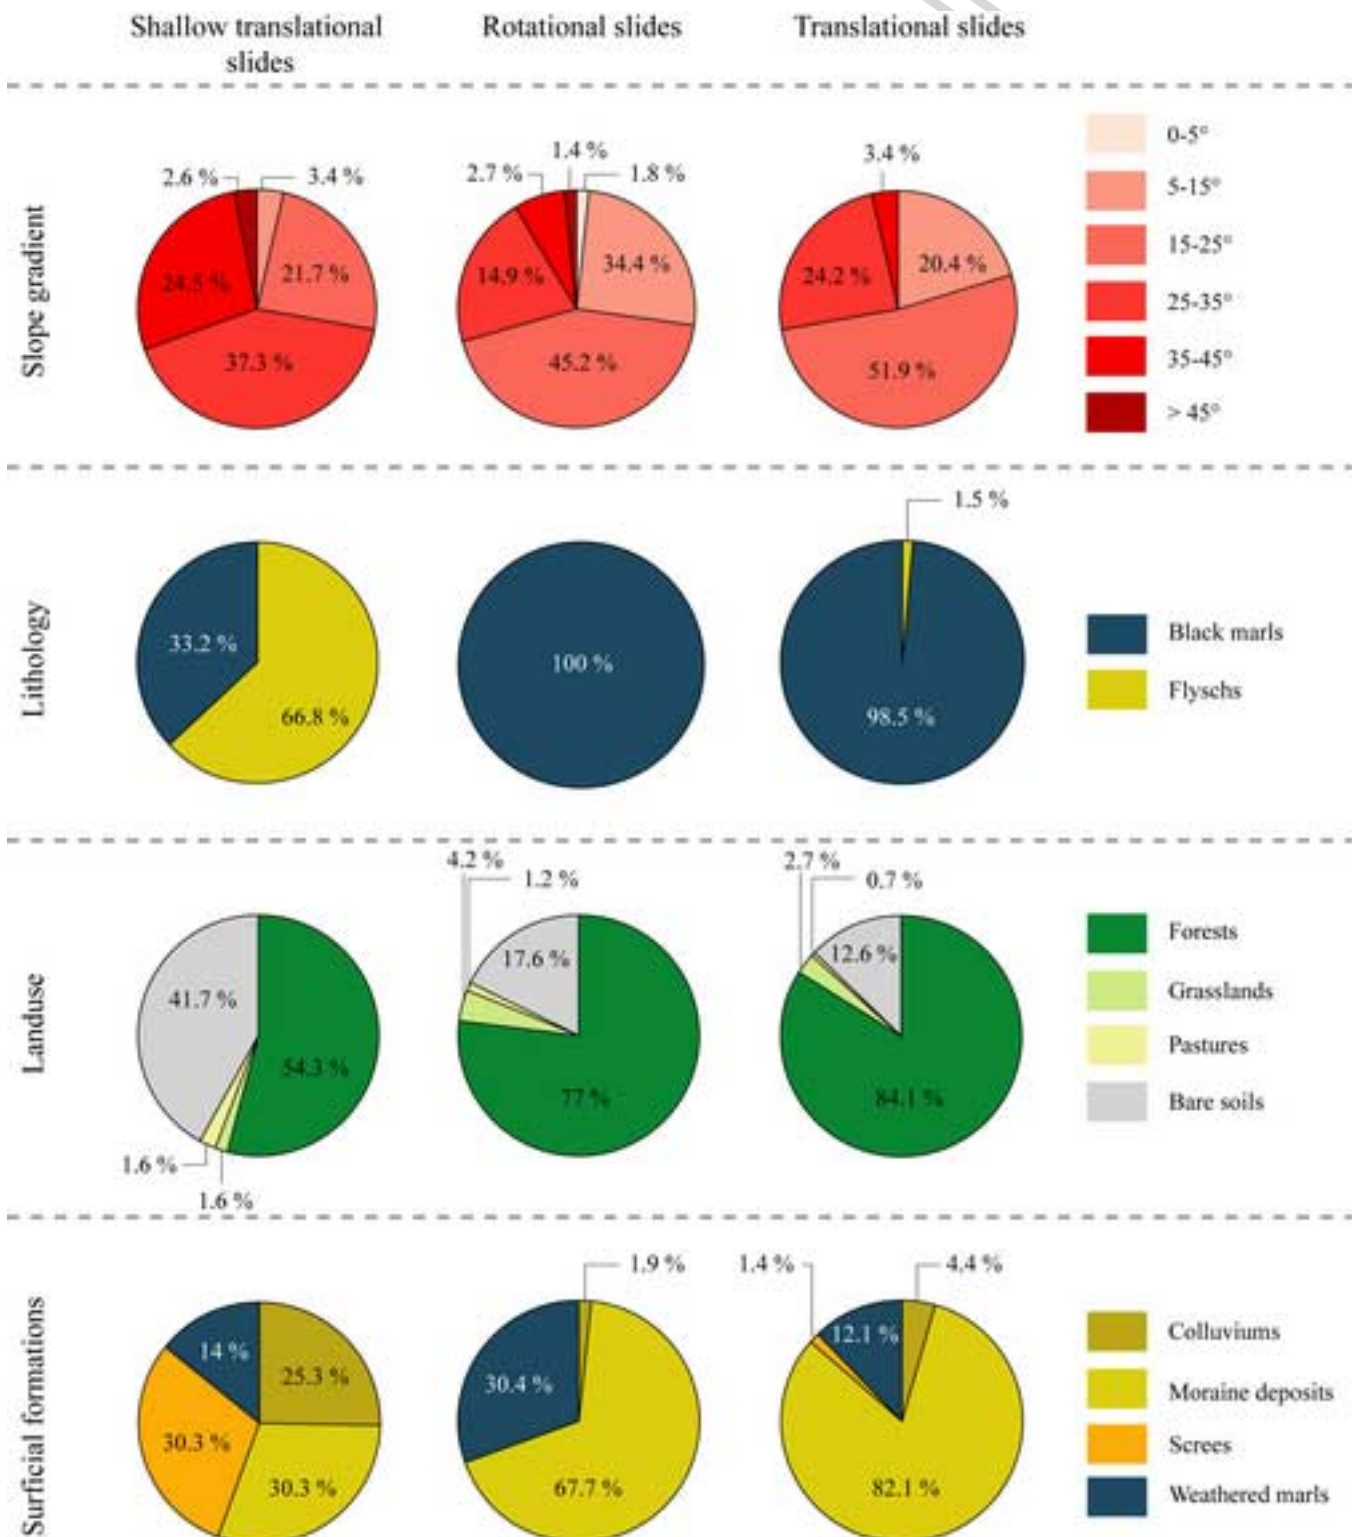 Shallow translational
slides
Rotational slides
Translational slides
Slope gradient
2.6 %
3.4 %
24.5 %
21.7 %
37.3 %
1.4 %
2.7 %
1.8 %
14.9 %
34.4 %
45.2 %
3.4 %
24.2 %
20.4 %
51.9 %
0-5°
5-15°
15-25°
25-35°
35-45°
> 45°
Lithology
33.2 %
66.8 %
100 %
1.5 %
98.5 %
Black marls
Flyschs
Landuse
41.7 %
54.3 %
1.6 %
1.6 %
4.2 %
1.2 %
17.6 %
77 %
2.7 %
0.7 %
12.6 %
84.1 %
Forests
Grasslands
Pastures
Bare soils
Surficial formations
14 %
25.3 %
30.3 %
30.3 %
1.9 %
30.4 %
67.7 %
1.4 %
4.4 %
12.1 %
82.1 %
Colluviums
Moraine deposits
Screes
Weathered marls